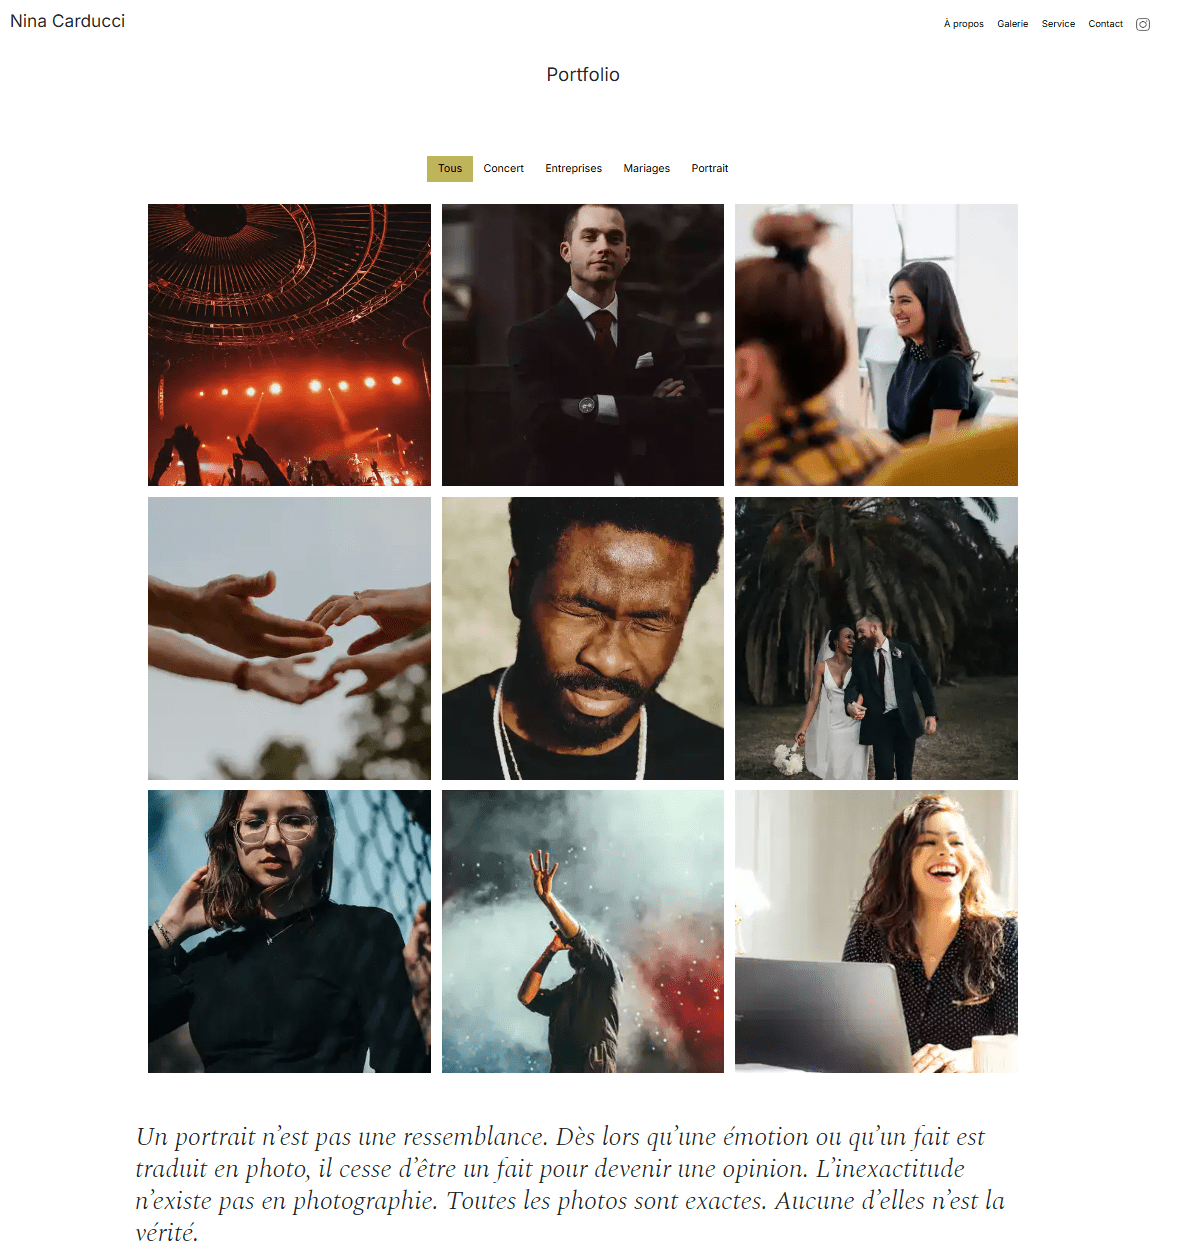 Nina Carducci
À propos Galerie Service Contact
Portfolio
Tous Concert Entreprises Mariages Portrait
Un portrait n’est pas une ressemblance. Dès lors qu’une émotion ou qu’un fait est
traduit en photo, il cesse d’être un fait pour devenir une opinion. L’inexactitude
n’existe pas en photographie. Toutes les photos sont exactes. Aucune d’elles n’est la
vérité.